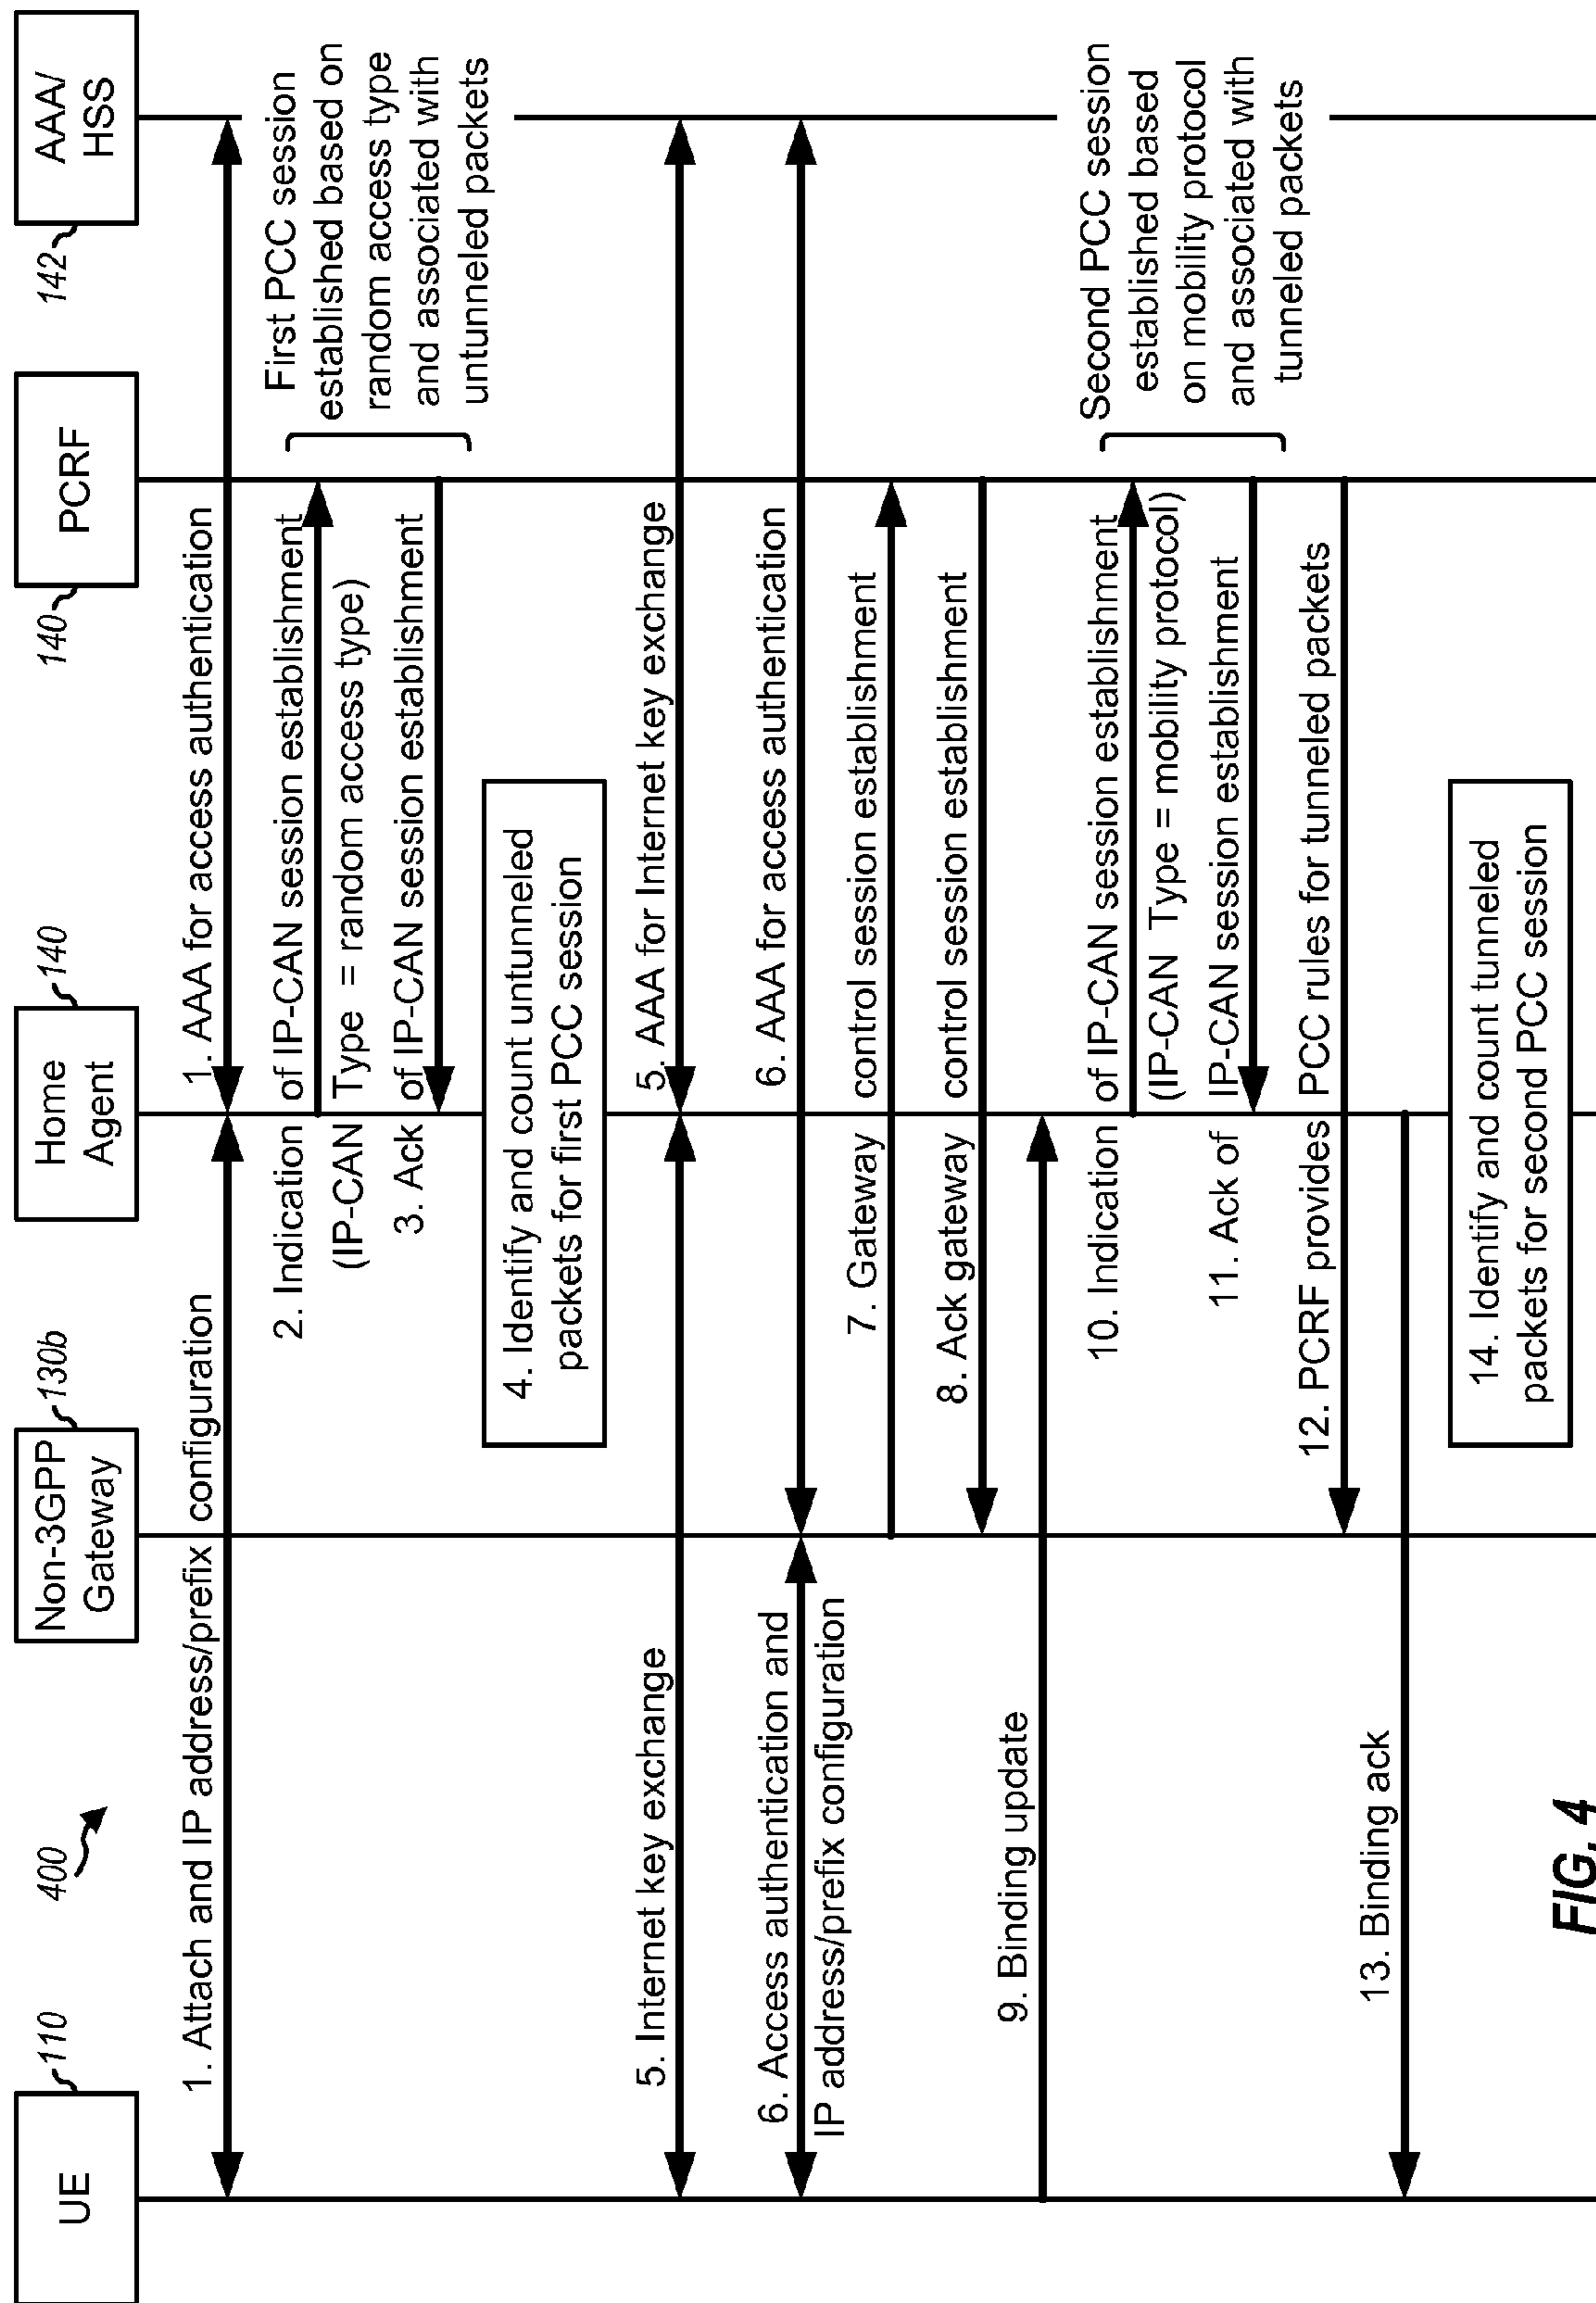 400
UE
110
Non-3GPP
Gateway
130b
Home
Agent
140
PCRF
140
AAA/
HSS
142
1. Attach and IP address/prefix configuration
1. AAA for access authentication
2. Indication of IP-CAN session establishment
(IP-CAN Type = random access type)
3. Ack of IP-CAN session establishment
First PCC session
established based on
random access type
and associated with
untunneled packets
4. Identify and count untunneled
packets for first PCC session
5. Internet key exchange
5. AAA for Internet key exchange
6. Access authentication and
IP address/prefix configuration
6. AAA for access authentication
7. Gateway control session establishment
8. Ack gateway control session establishment
9. Binding update
10. Indication of IP-CAN session establishment
(IP-CAN Type = mobility protocol)
11. Ack of IP-CAN session establishment
Second PCC session
established based
on mobility protocol
and associated with
tunneled packets
12. PCRF provides PCC rules for tunneled packets
13. Binding ack
14. Identify and count tunneled
packets for second PCC session
FIG. 4